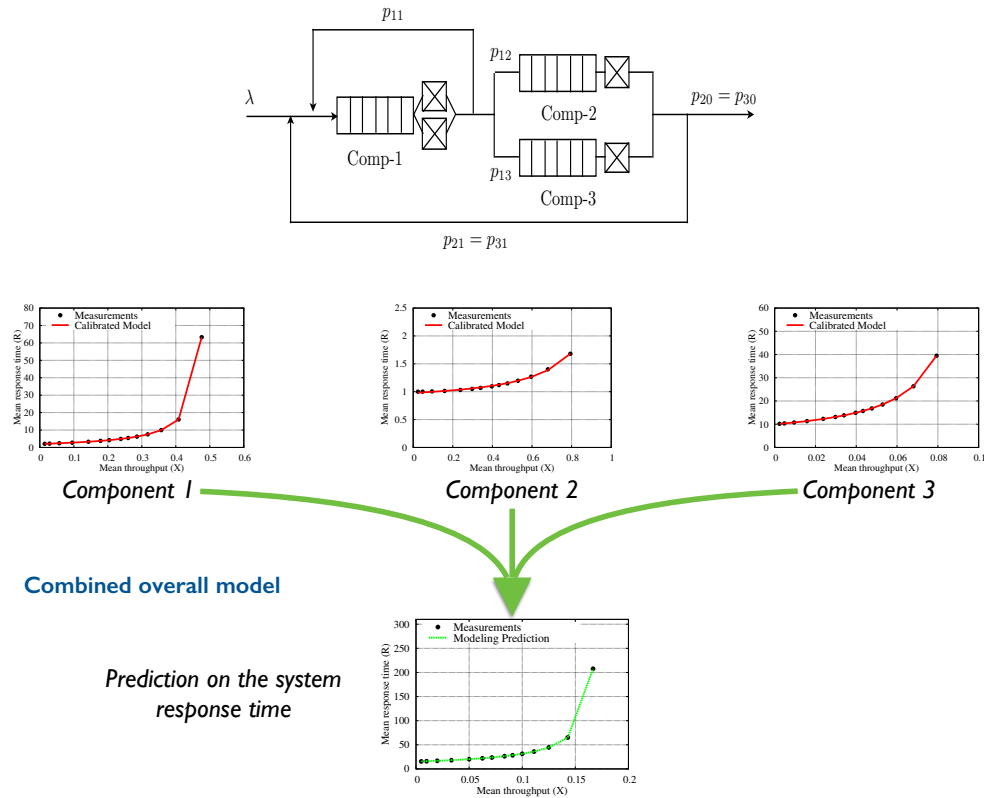 p11
p12
λ
p20 = p30
Comp-2
Comp-1
p13
Comp-3
p21 = p31
Mean response time (R)
80
70
60
50
40
30
20
10
0
Measurements
Calibrated Model
0 0.1 0.2 0.3 0.4 0.5 0.6
Mean throughput (X)
Component 1
Mean response time (R)
2.5
2
1.5
1
0.5
0
Measurements
Calibrated Model
0 0.2 0.4 0.6 0.8 1
Mean throughput (X)
Component 2
Mean response time (R)
60
50
40
30
20
10
0
Measurements
Calibrated Model
0 0.02 0.04 0.06 0.08 0.1
Mean throughput (X)
Component 3
Combined overall model
Prediction on the system
response time
Mean response time (R)
300
250
200
150
100
50
0
Measurements
Modeling Prediction
0 0.05 0.1 0.15 0.2
Mean throughput (X)